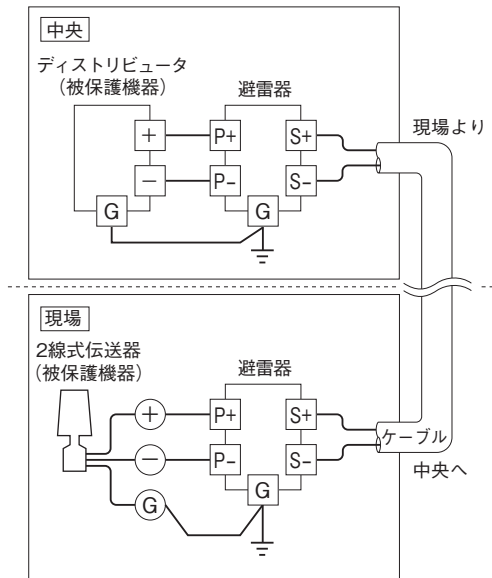 中央
ディストリビュータ
(被保護機器)
避雷器
現場より
+ P+ S+
− P− S−
G G
現場
2線式伝送器
(被保護機器)
避雷器
+ P+ S+
ケーブル
− P− S−
中央へ
G G